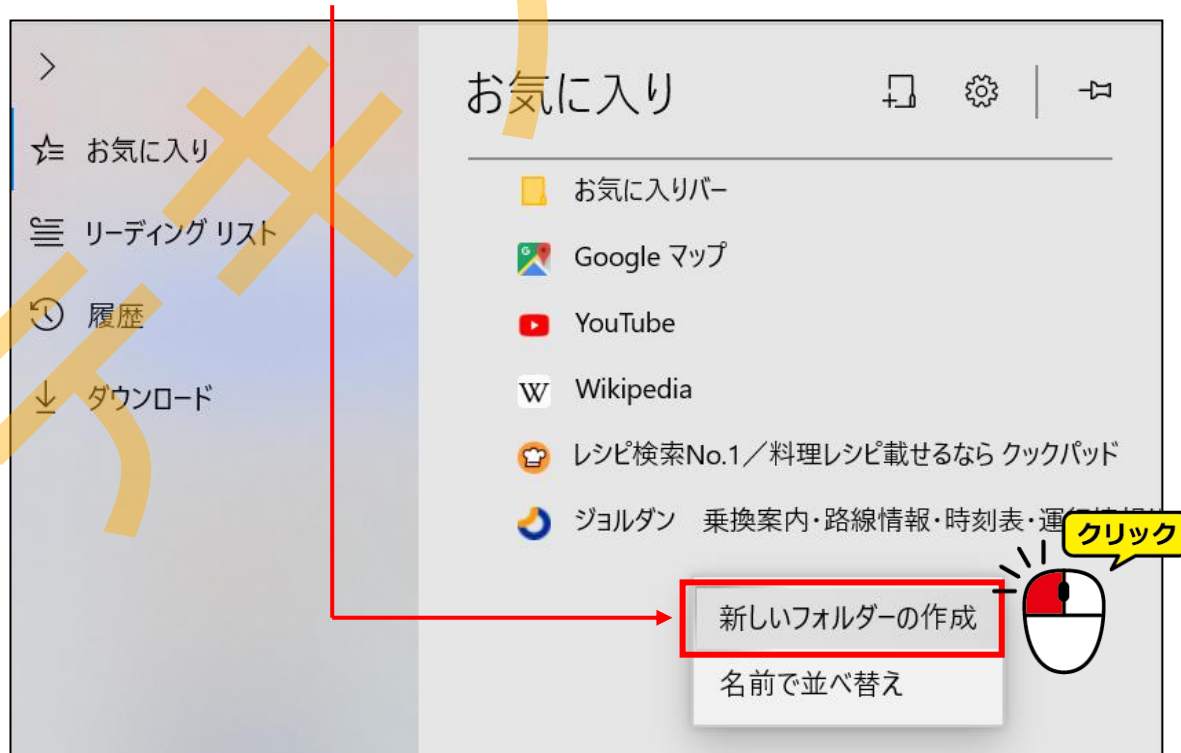 お気に入り
お気に入り
リーディング リスト
履歴
ダウンロード
お気に入りバー
Google マップ
YouTube
W Wikipedia
レシピ検索No.1／料理レシピ載せるなら クックパッド
ジョルダン　乗換案内・路線情報・時刻表・運
クリック
新しいフォルダーの作成
名前で並べ替え